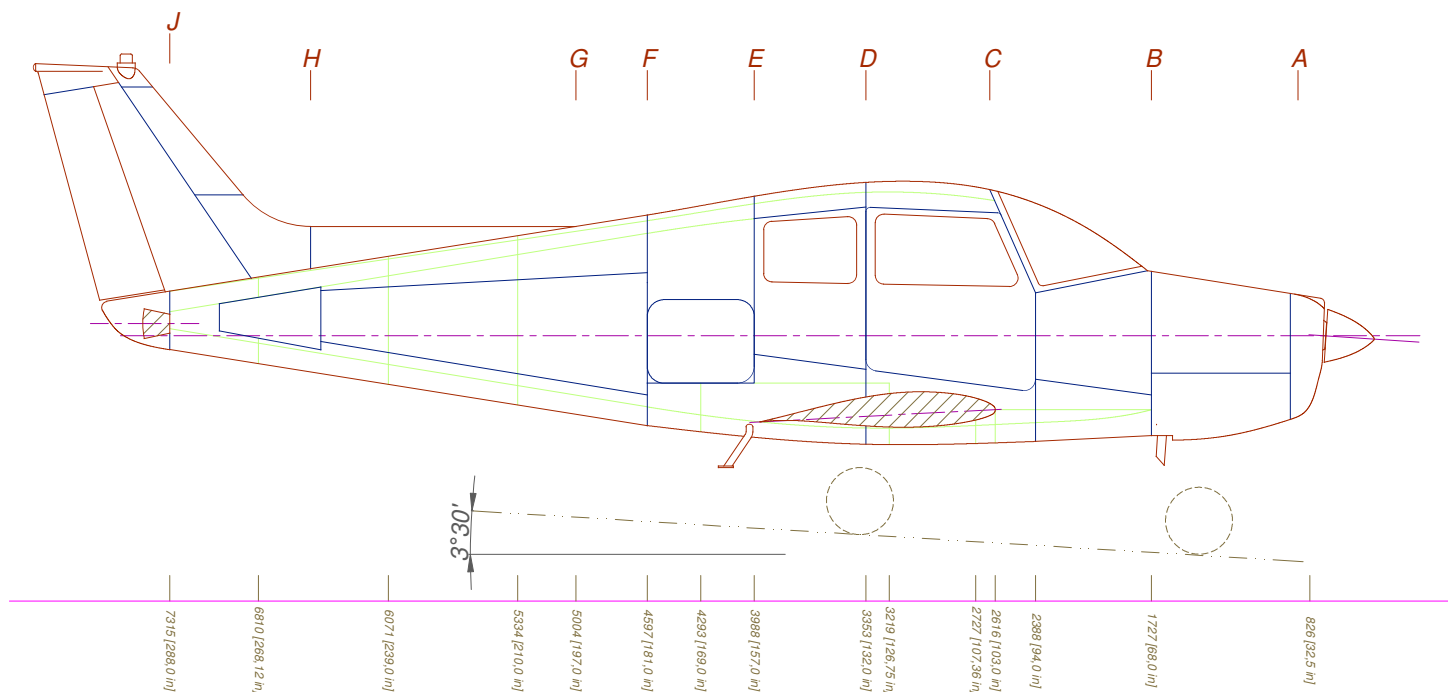 J
H
G
F
E
D
C
B
A
3°30'
7315 [288.0 in]
6810 [268.12 in]
6071 [239.0 in]
5334 [210.0 in]
5004 [197.0 in]
4597 [181.0 in]
4293 [169.0 in]
3988 [157.0 in]
3353 [132.0 in]
3219 [126.75 in]
2727 [107.36 in]
2616 [103.0 in]
2388 [94.0 in]
1727 [68.0 in]
826 [32.5 in]